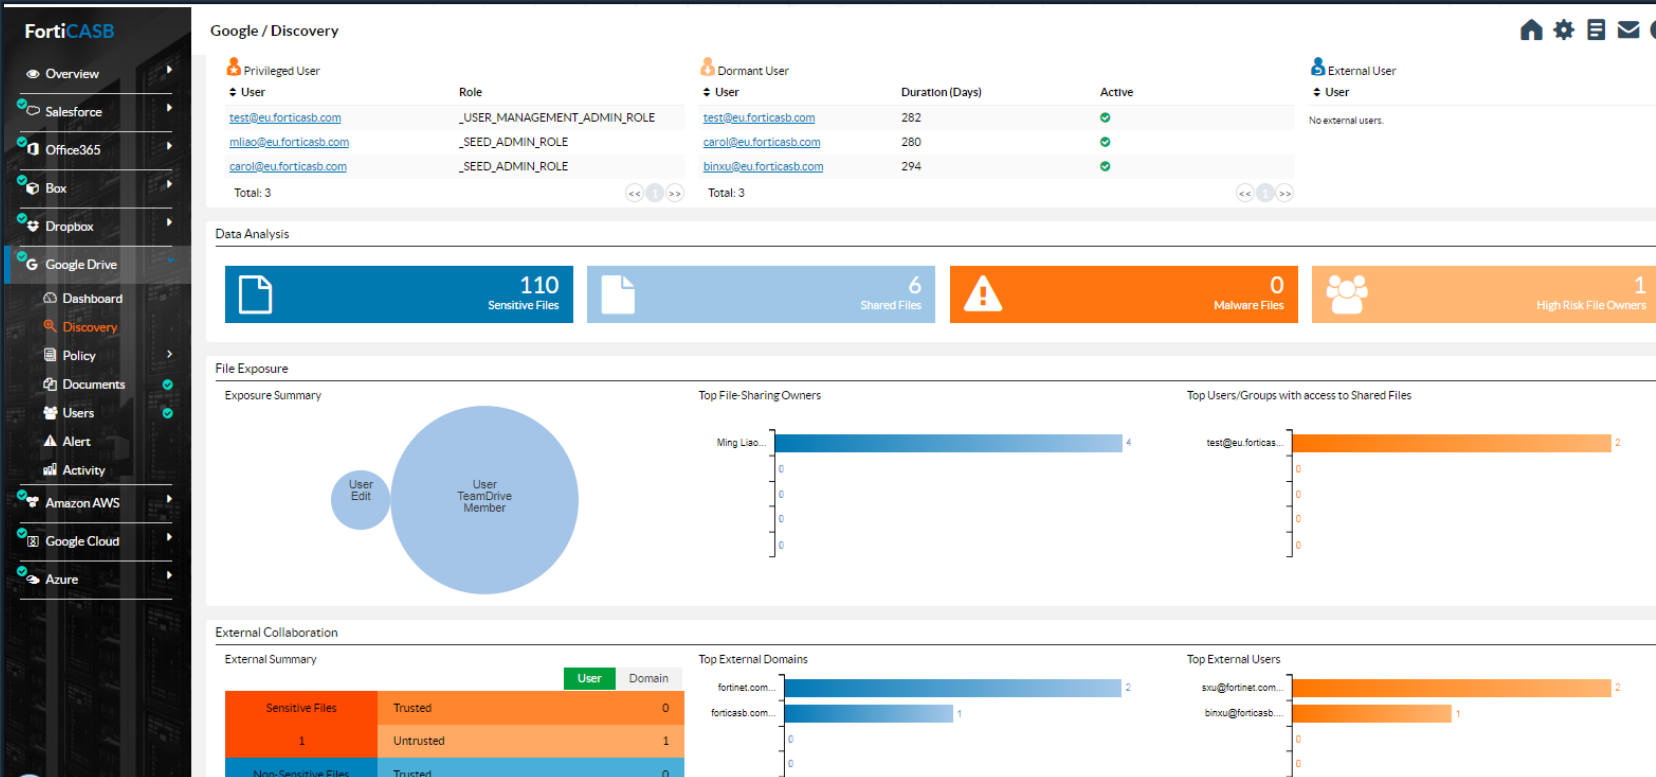 FortiCASB
Overview
Salesforce
Office365
Box
Dropbox
Google Drive
Dashboard
Discovery
Policy
Documents
Users
Alert
Activity
Amazon AWS
Google Cloud
Azure
Google / Discovery
Privileged User
User Role
test@eu.forticasb.com _USER_MANAGEMENT_ADMIN_ROLE
mliao@eu.forticasb.com _SEED_ADMIN_ROLE
carol@eu.forticasb.com _SEED_ADMIN_ROLE
Total: 3 << 1 >>
Dormant User
User Duration (Days) Active
test@eu.forticasb.com 282
carol@eu.forticasb.com 280
binxu@eu.forticasb.com 294
Total: 3 << 1 >>
External User
User
No external users.
Data Analysis
110
Sensitive Files
6
Shared Files
0
Malware Files
1
High Risk File Owners
File Exposure
Exposure Summary
User
Edit
User
TeamDrive
Member
Top File-Sharing Owners
Ming Liao... 4
0
0
0
0
Top Users/Groups with access to Shared Files
test@eu.forticas... 2
0
0
0
0
External Collaboration
External Summary
User Domain
Sensitive Files Trusted 0
1 Untrusted 1
Non-Sensitive Files Trusted 0
Top External Domains
fortinet.com... 2
forticasb.com... 1
0
0
Top External Users
sxu@fortinet.com... 2
binxu@forticasb.... 1
0
0